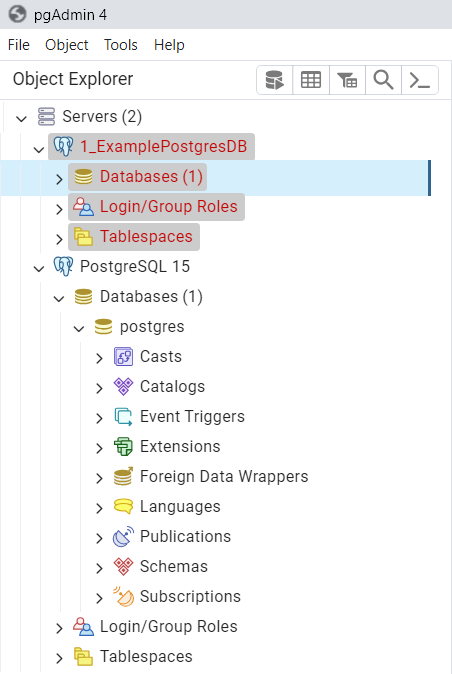 pgAdmin 4
File Object Tools Help
Object Explorer
Servers (2)
1_ExamplePostgresDB
Databases (1)
Login/Group Roles
Tablespaces
PostgreSQL 15
Databases (1)
postgres
Casts
Catalogs
Event Triggers
Extensions
Foreign Data Wrappers
Languages
Publications
Schemas
Subscriptions
Login/Group Roles
Tablespaces